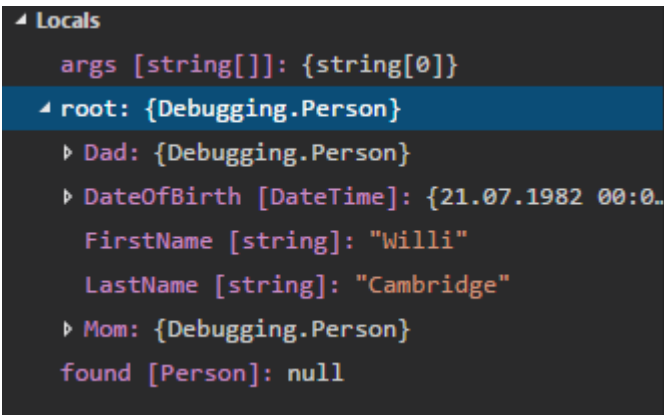 Locals
args [string[]]: {string[0]}
root: {Debugging.Person}
Dad: {Debugging.Person}
DateOfBirth [DateTime]: {21.07.1982 00:0…
FirstName [string]: "Willi"
LastName [string]: "Cambridge"
Mom: {Debugging.Person}
found [Person]: null